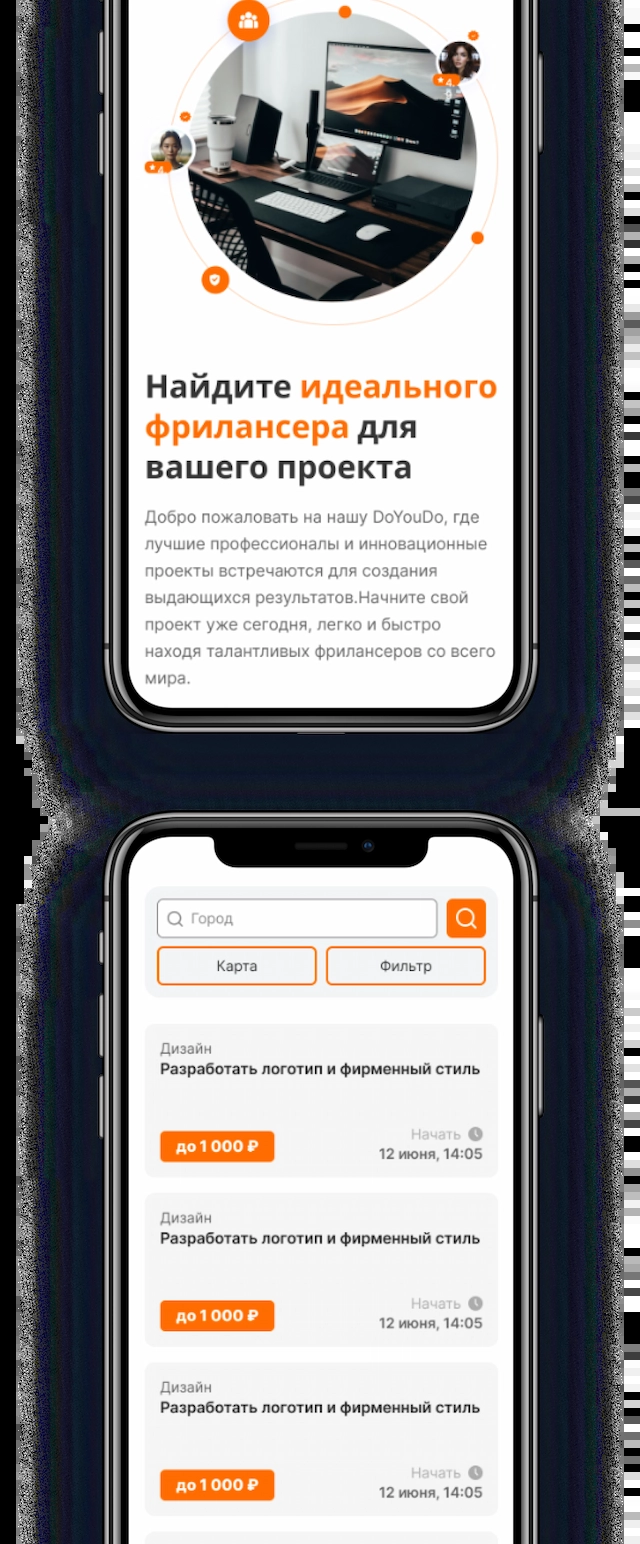 4.
4.
Найдите идеального
фрилансера для
вашего проекта
Добро пожаловать на нашу DoYouDo, где
лучшие профессионалы и инновационные
проекты встречаются для создания
выдающихся результатов.Начните свой
проект уже сегодня, легко и быстро
находя талантливых фрилансеров со всего
мира.
Город
Карта
Фильтр
Дизайн
Разработать логотип и фирменный стиль
Начать
до 1 000 ₽
12 июня, 14:05
Дизайн
Разработать логотип и фирменный стиль
Начать
до 1 000 ₽
12 июня, 14:05
Дизайн
Разработать логотип и фирменный стиль
Начать
до 1 000 ₽
12 июня, 14:05